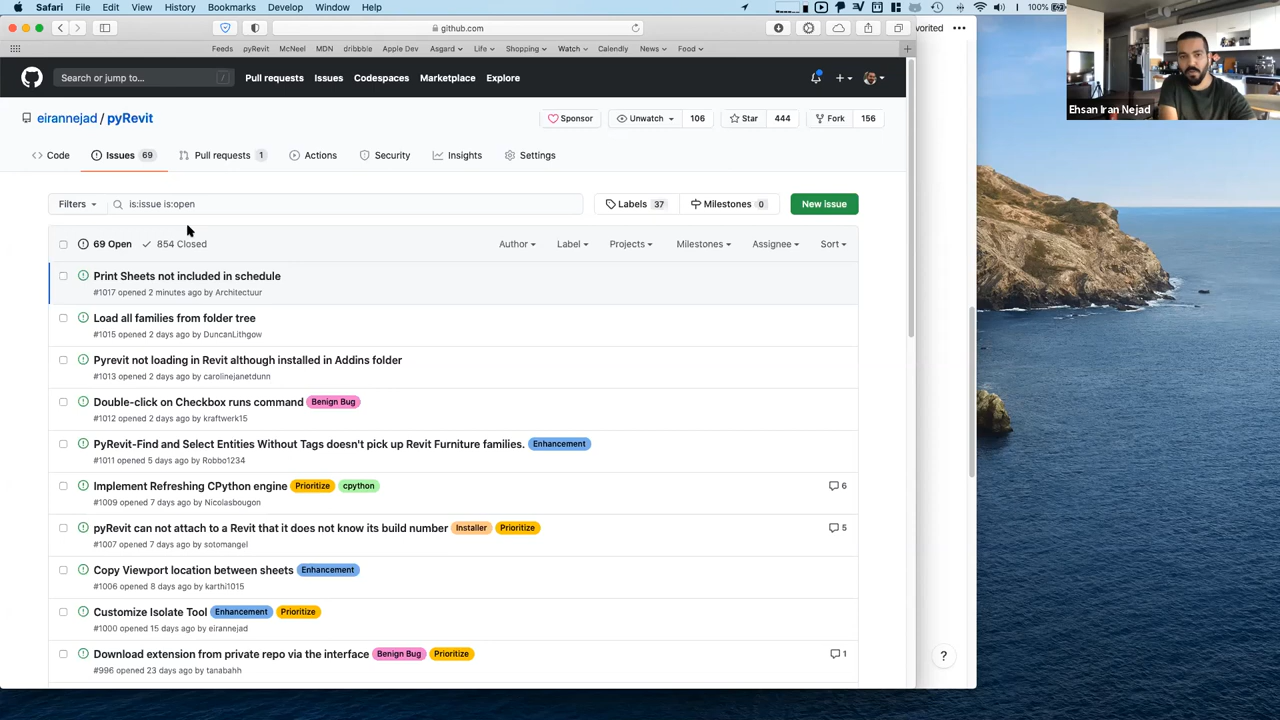 Safari File Edit View History Bookmarks Develop Window Help 100%
github.com
vorited
Feeds pyRevit McNeel MDN dribbble Apple Dev Asgard Life Shopping Watch Calendly News Food
Search or jump to... / Pull requests Issues Codespaces Marketplace Explore
Ehsan Iran Nejad
eirannejad / pyRevit
Sponsor Unwatch 106 Star 444 Fork 156
Code Issues 69 Pull requests 1 Actions Security Insights Settings
Filters is:issue is:open Labels 37 Milestones 0 New issue
69 Open 854 Closed Author Label Projects Milestones Assignee Sort
Print Sheets not included in schedule
#1017 opened 2 minutes ago by Architectuur
Load all families from folder tree
#1015 opened 2 days ago by DuncanLithgow
Pyrevit not loading in Revit although installed in Addins folder
#1013 opened 2 days ago by carolinejanetdunn
Double-click on Checkbox runs command Benign Bug
#1012 opened 2 days ago by kraftwerk15
PyRevit-Find and Select Entities Without Tags doesn't pick up Revit Furniture families. Enhancement
#1011 opened 5 days ago by Robbo1234
Implement Refreshing CPython engine Prioritize cpython 6
#1009 opened 7 days ago by Nicolasbougon
pyRevit can not attach to a Revit that it does not know its build number Installer Prioritize 5
#1007 opened 7 days ago by sotomangel
Copy Viewport location between sheets Enhancement
#1006 opened 8 days ago by karthi1015
Customize Isolate Tool Enhancement Prioritize
#1000 opened 15 days ago by eirannejad
Download extension from private repo via the interface Benign Bug Prioritize 1
#996 opened 23 days ago by tanabahh
?